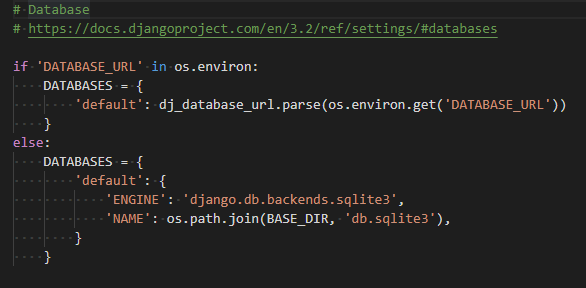 # Database
# https://docs.djangoproject.com/en/3.2/ref/settings/#databases
if 'DATABASE_URL' in os.environ:
    DATABASES = {
        'default': dj_database_url.parse(os.environ.get('DATABASE_URL'))
    }
else:
    DATABASES = {
        'default': {
            'ENGINE': 'django.db.backends.sqlite3',
            'NAME': os.path.join(BASE_DIR, 'db.sqlite3'),
        }
    }